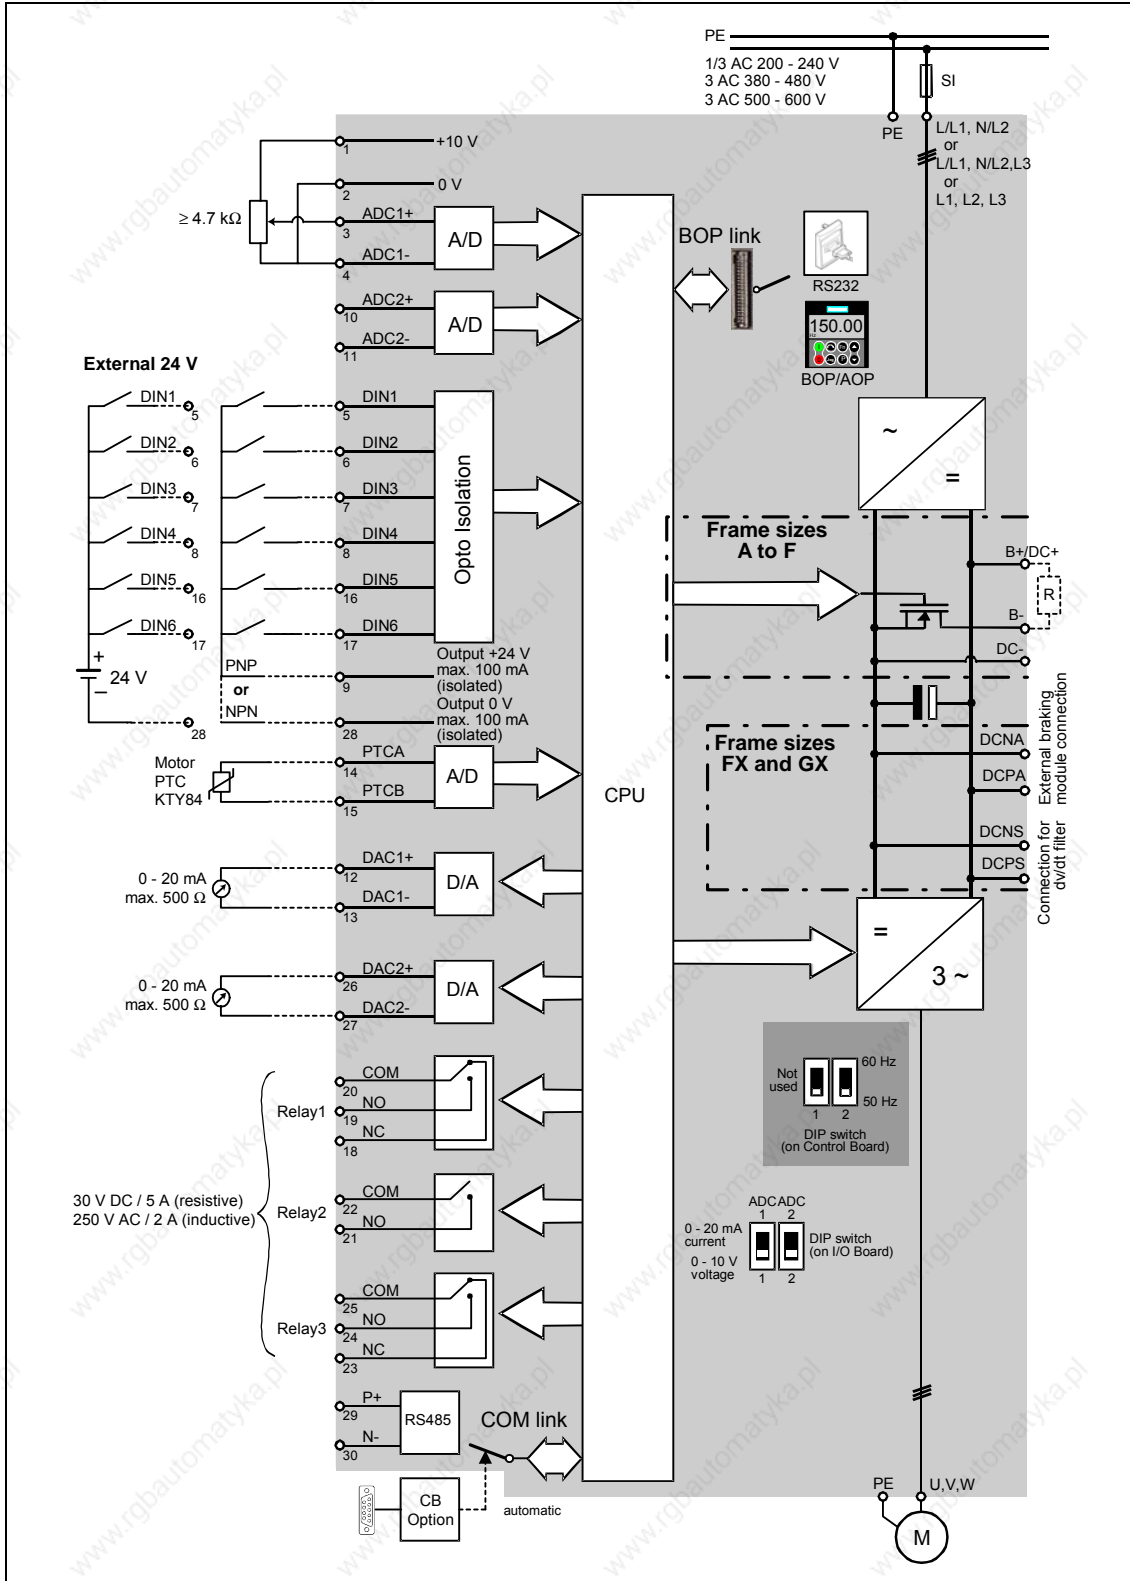 PE
1/3 AC 200 - 240 V
3 AC 380 - 480 V
3 AC 500 - 600 V
SI
PE
L/L1, N/L2
or
L/L1, N/L2,L3
or
L1, L2, L3
1
+10 V
2
0 V
≥ 4.7 kΩ
3
ADC1+
4
ADC1-
A/D
10
ADC2+
11
ADC2-
A/D
BOP link
RS232
150.00
Hz
BOP/AOP
External 24 V
DIN1
5
DIN2
6
DIN3
7
DIN4
8
DIN5
16
DIN6
17
+
24 V
–
28
DIN1
5
DIN2
6
DIN3
7
DIN4
8
DIN5
16
DIN6
17
Opto Isolation
PNP
or
NPN
9
Output +24 V
max. 100 mA
(isolated)
28
Output 0 V
max. 100 mA
(isolated)
~
=
Frame sizes
A to F
B+/DC+
R
B-
DC-
Frame sizes
FX and GX
DCNA
DCPA
DCNS
DCPS
External braking
module connection
Connection for
dv/dt filter
Motor
PTC
KTY84
PTCA
14
PTCB
15
A/D
CPU
0 - 20 mA
max. 500 Ω
DAC1+
12
DAC1-
13
D/A
0 - 20 mA
max. 500 Ω
DAC2+
26
DAC2-
27
D/A
=
3 ~
Not
used
60 Hz
50 Hz
1 2
DIP switch
(on Control Board)
30 V DC / 5 A (resistive)
250 V AC / 2 A (inductive)
Relay1
COM
20
NO
19
NC
18
Relay2
COM
22
NO
21
Relay3
COM
25
NO
24
NC
23
ADC ADC
1 2
0 - 20 mA
current
0 - 10 V
voltage
1 2
DIP switch
(on I/O Board)
P+
29
N-
30
RS485
COM link
CB
Option
automatic
PE
U,V,W
M
www.rgbautomatyka.pl